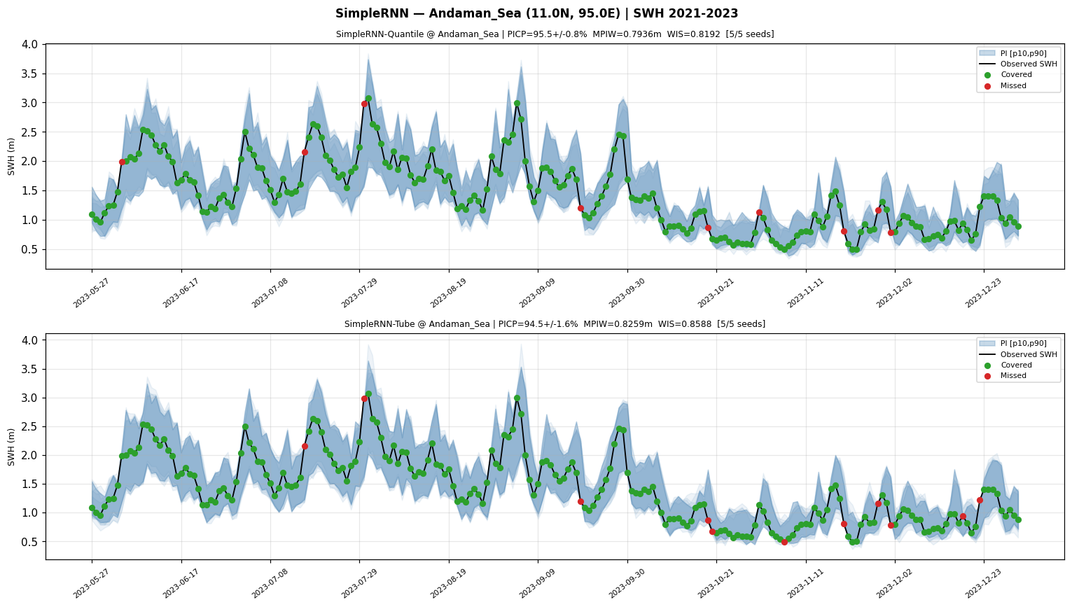 SimpleRNN — Andaman_Sea (11.0N, 95.0E) | SWH 2021-2023
SimpleRNN-Quantile @ Andaman_Sea | PICP=95.5+/-0.8%  MPIW=0.7936m  WIS=0.8192  [5/5 seeds]
SWH (m)
4.0
3.5
3.0
2.5
2.0
1.5
1.0
0.5
PI [p10,p90]
Observed SWH
Covered
Missed
2023-05-27
2023-06-17
2023-07-08
2023-07-29
2023-08-19
2023-09-09
2023-09-30
2023-10-21
2023-11-11
2023-12-02
2023-12-23
SimpleRNN-Tube @ Andaman_Sea | PICP=94.5+/-1.6%  MPIW=0.8259m  WIS=0.8588  [5/5 seeds]
SWH (m)
4.0
3.5
3.0
2.5
2.0
1.5
1.0
0.5
PI [p10,p90]
Observed SWH
Covered
Missed
2023-05-27
2023-06-17
2023-07-08
2023-07-29
2023-08-19
2023-09-09
2023-09-30
2023-10-21
2023-11-11
2023-12-02
2023-12-23